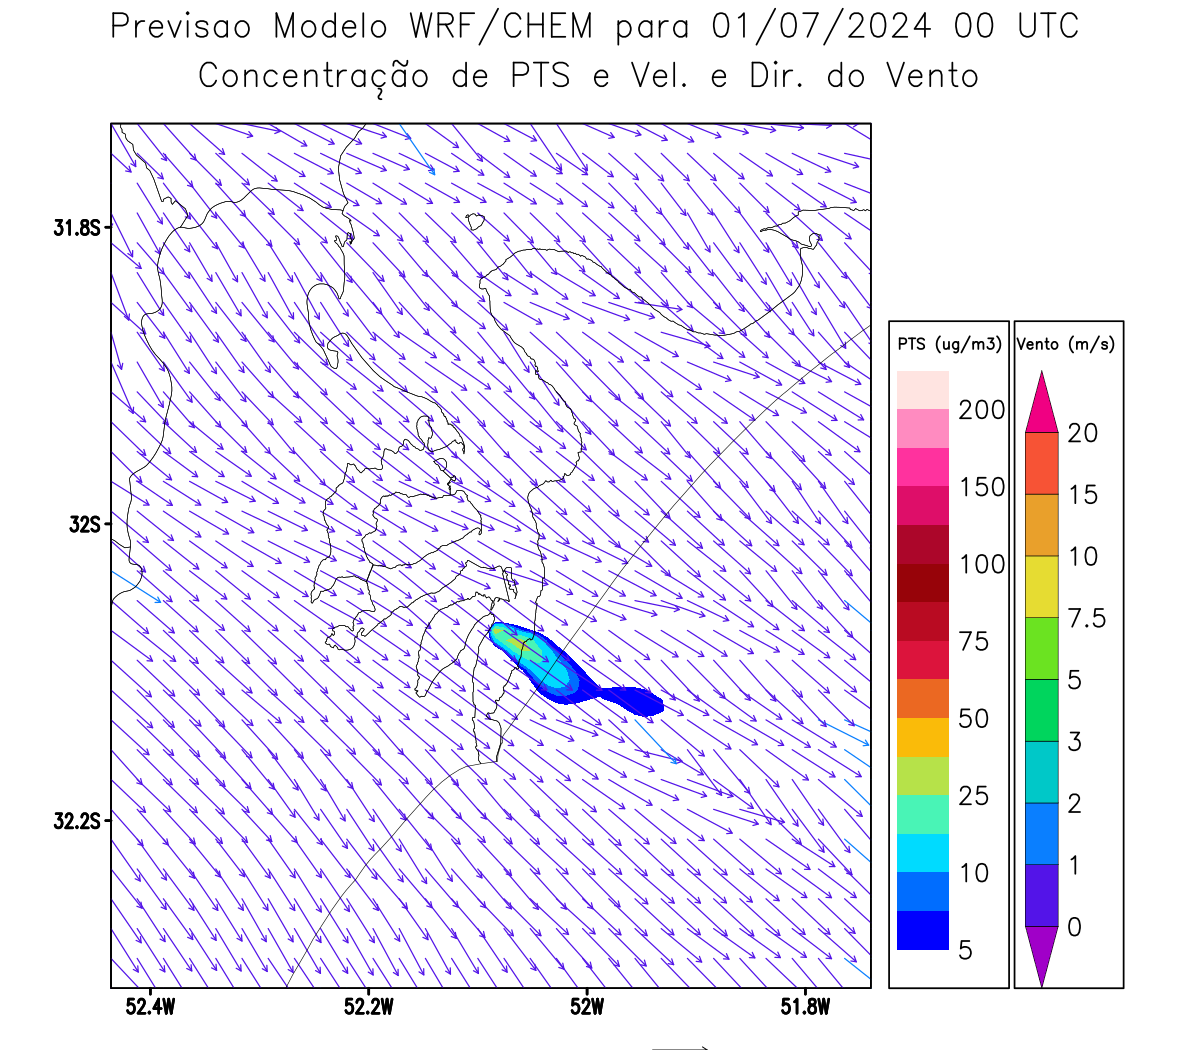 Previsao Modelo WRF/CHEM para 01/07/2024 00 UTC
Concentração de PTS e Vel. e Dir. do Vento
31.8S
32S
32.2S
52.4W 52.2W 52W 51.8W
PTS (ug/m3)
200
150
100
75
50
25
10
5
Vento (m/s)
20
15
10
7.5
5
3
2
1
0